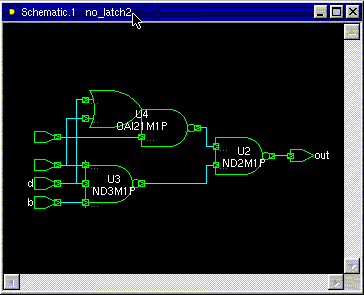 Schematic.1 no_latch2
U4
OAI21M1P
U2
ND2M1P
out
U3
ND3M1P
d
b